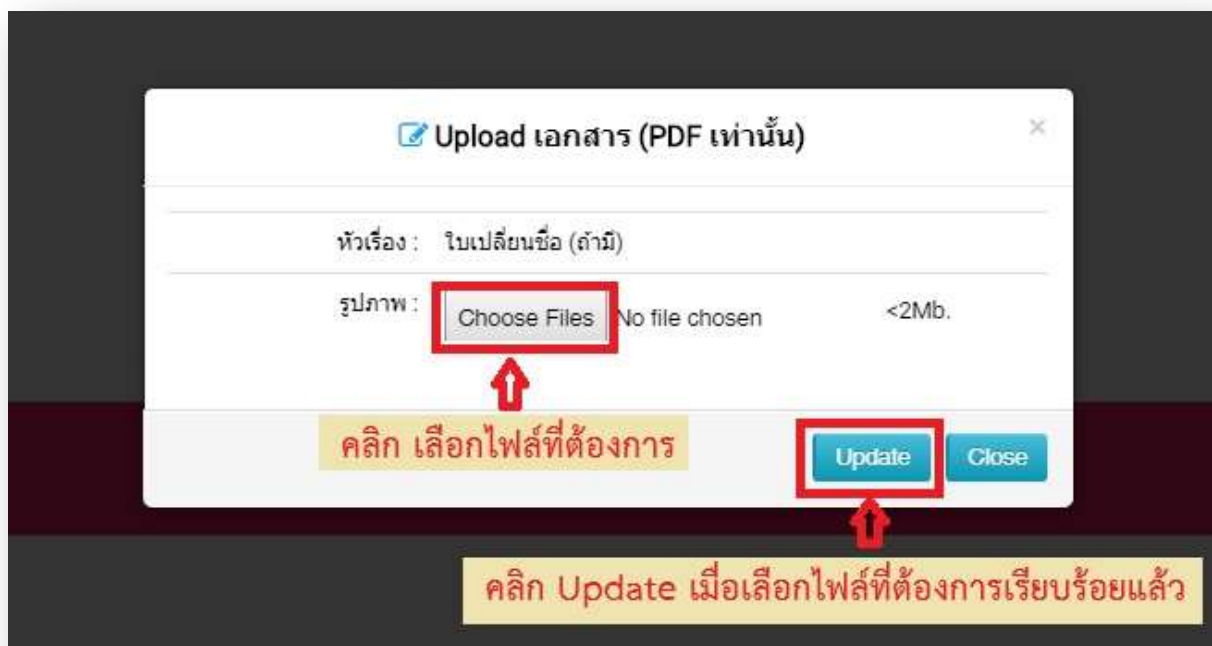 Upload เอกสาร (PDF เท่านั้น) ×
หัวเรื่อง : ใบเปลี่ยนชื่อ (ถ้ามี)
รูปภาพ : Choose Files No file chosen <2Mb.
คลิก เลือกไฟล์ที่ต้องการ
Update Close
คลิก Update เมื่อเลือกไฟล์ที่ต้องการเรียบร้อยแล้ว